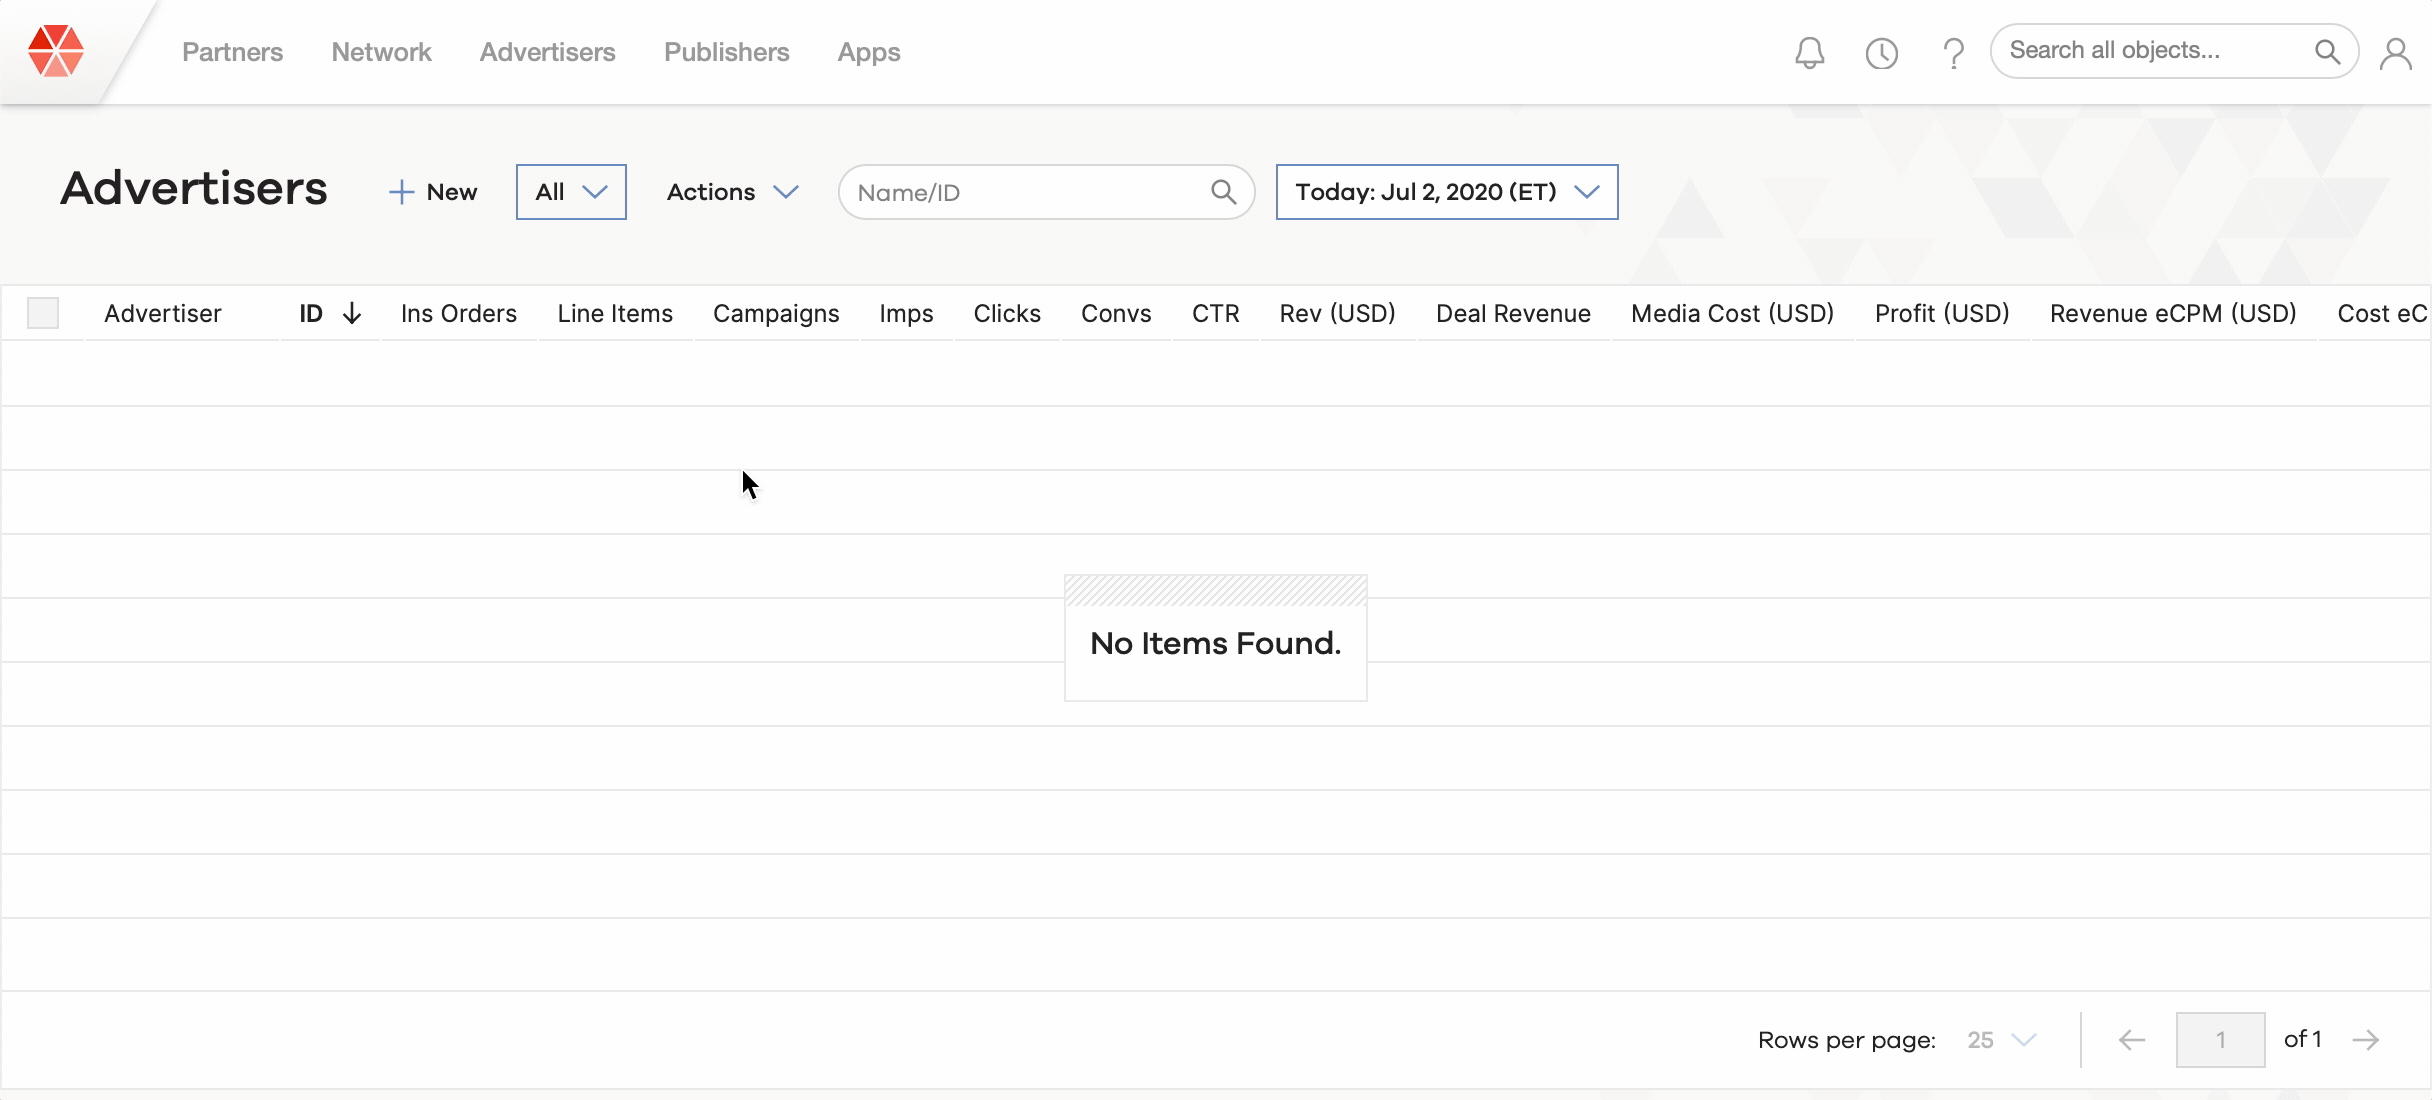 Partners Network Advertisers Publishers Apps Search all objects...
Advertisers New All Actions Name/ID Today: Jul 2, 2020 (ET)
Advertiser ID Ins Orders Line Items Campaigns Imps Clicks Convs CTR Rev (USD) Deal Revenue Media Cost (USD) Profit (USD) Revenue eCPM (USD) Cost eC
No Items Found.
Rows per page: 25 1 of 1